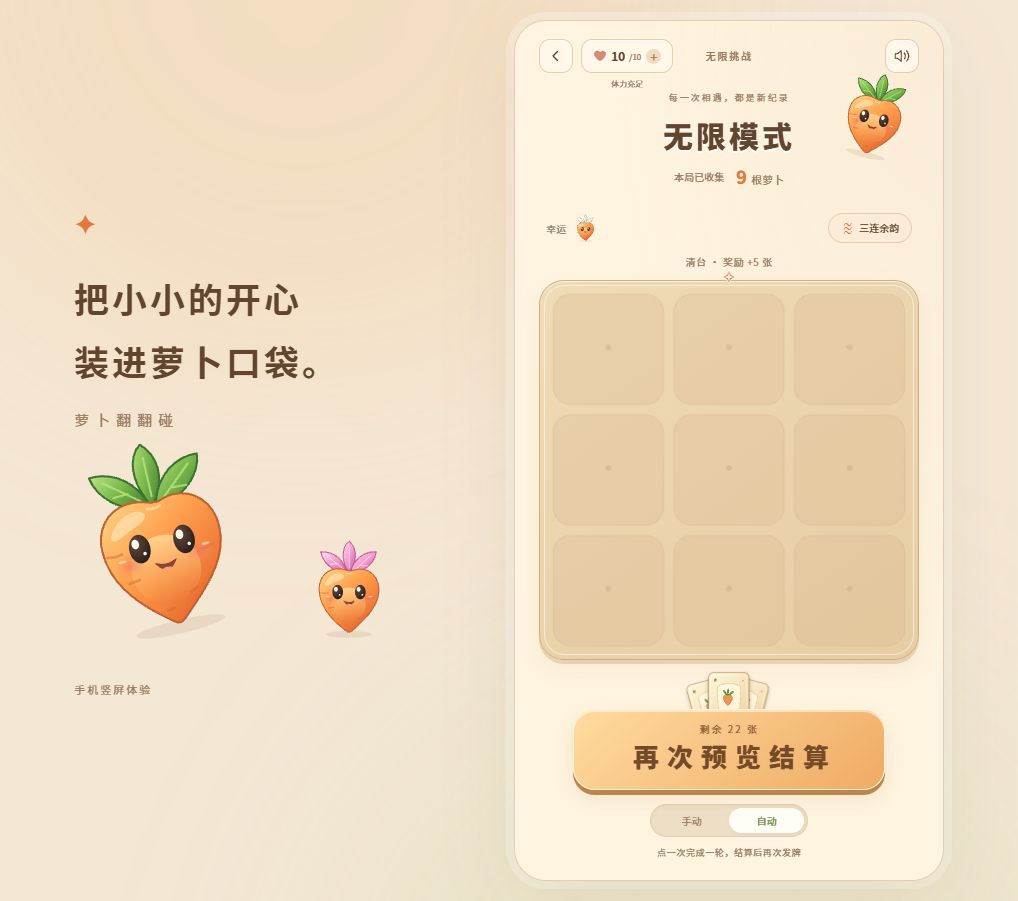 把小小的开心
装进萝卜口袋。
萝卜翻翻碰
手机竖屏体验
10 /10 +
无限挑战
体力充足
每一次相遇，都是新纪录
无限模式
本局已收集 9 根萝卜
幸运
三连余韵
清台 · 奖励 +5 张
剩余 22 张
再次预览结算
手动
自动
点一次完成一轮，结算后再次发牌